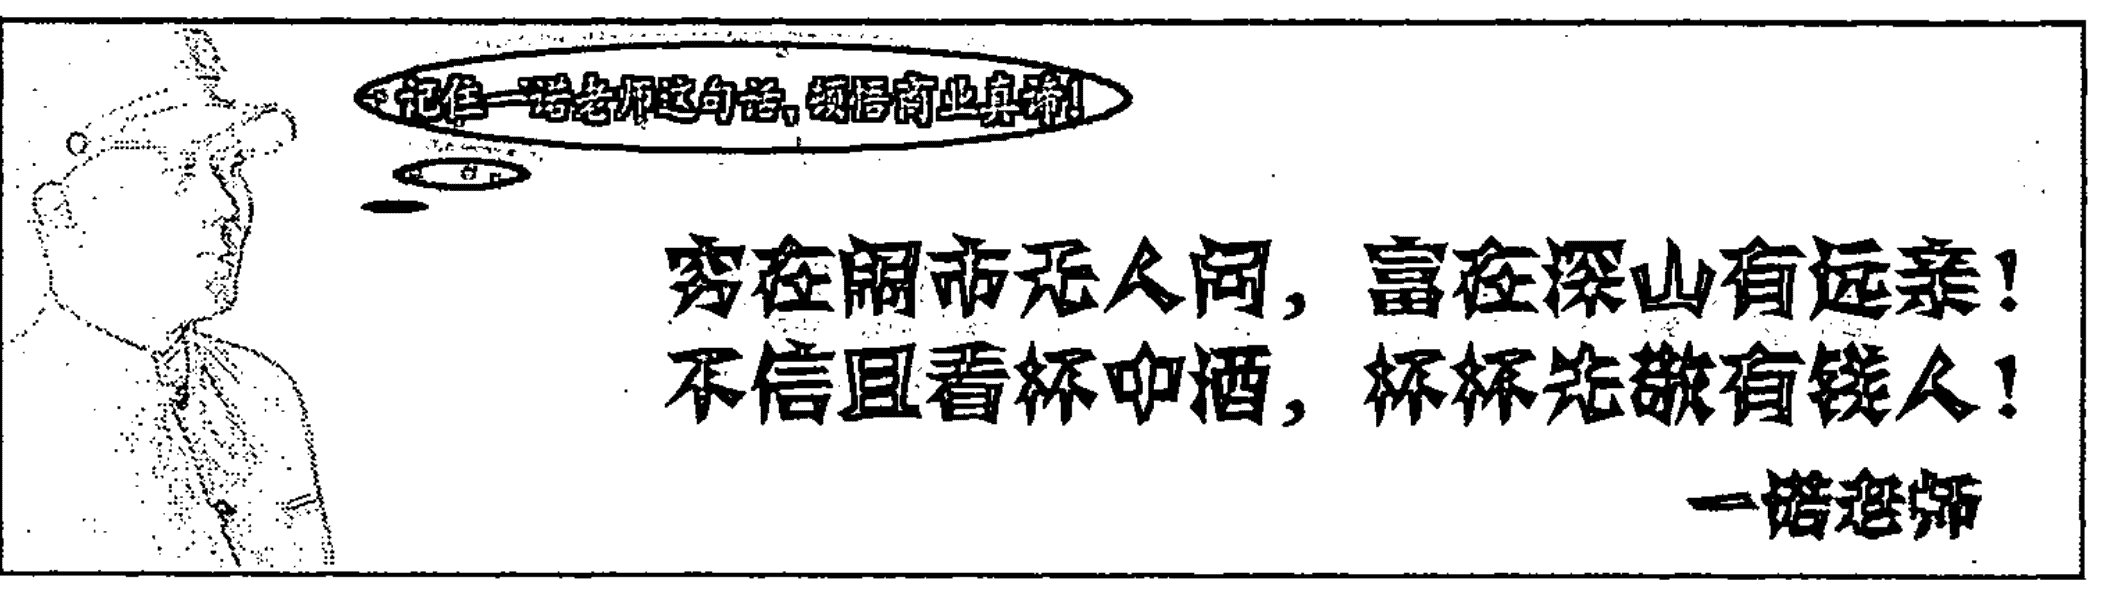 记住一诺老师这句话，领悟商业真谛！
穷在闹市无人问，富在深山有远亲！
不信且看杯中酒，杯杯先敬有钱人！
一诺老师